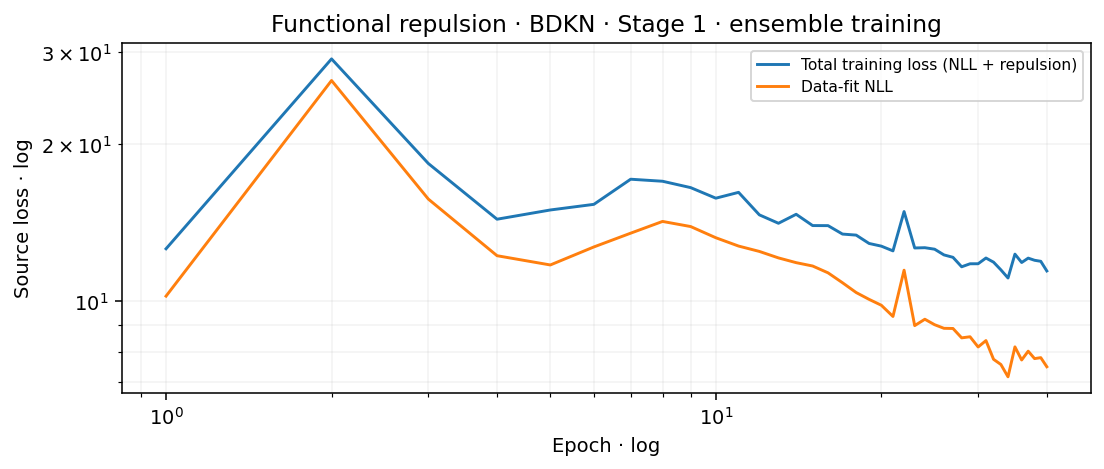 Functional repulsion · BDKN · Stage 1 · ensemble training
Total training loss (NLL + repulsion)
Data-fit NLL
Source loss · log
3 × 10¹
2 × 10¹
10¹
10⁰
10¹
Epoch · log